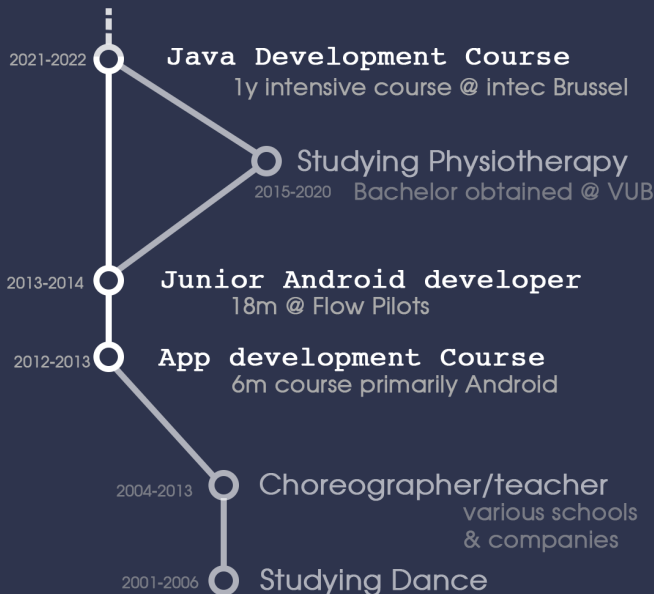 2021-2022 Java Development Course
1y intensive course @ intec Brussel
Studying Physiotherapy
2015-2020 Bachelor obtained @ VUB
2013-2014 Junior Android developer
18m @ Flow Pilots
2012-2013 App development Course
6m course primarily Android
2004-2013 Choreographer/teacher
various schools
& companies
2001-2006 Studying Dance